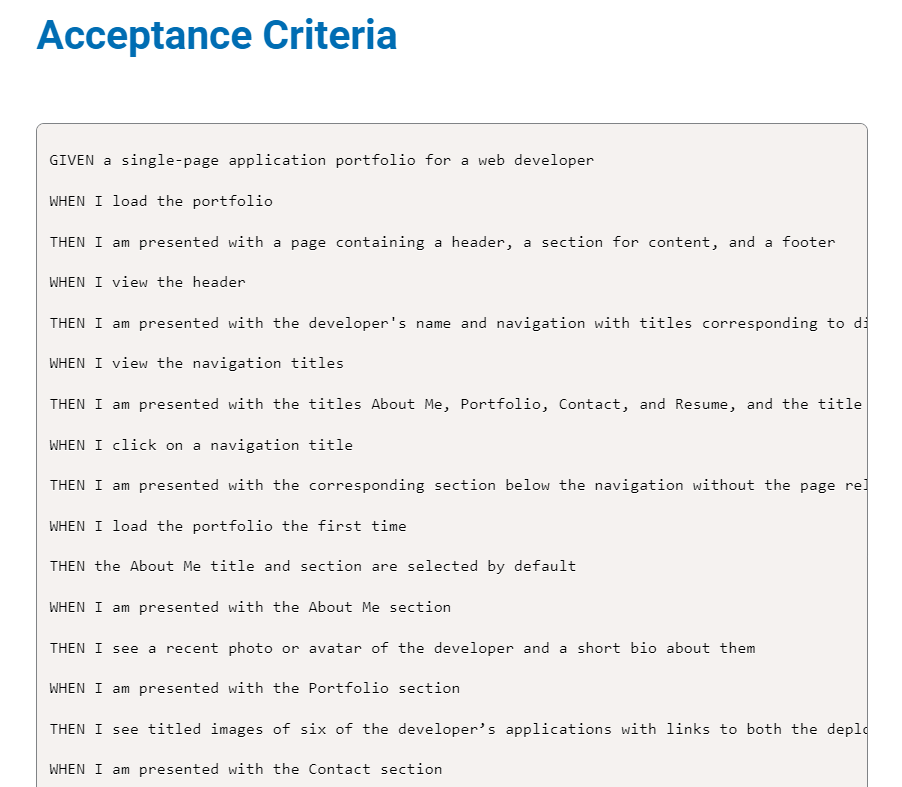 Acceptance Criteria
GIVEN a single-page application portfolio for a web developer
WHEN I load the portfolio
THEN I am presented with a page containing a header, a section for content, and a footer
WHEN I view the header
THEN I am presented with the developer's name and navigation with titles corresponding to di
WHEN I view the navigation titles
THEN I am presented with the titles About Me, Portfolio, Contact, and Resume, and the title
WHEN I click on a navigation title
THEN I am presented with the corresponding section below the navigation without the page rel
WHEN I load the portfolio the first time
THEN the About Me title and section are selected by default
WHEN I am presented with the About Me section
THEN I see a recent photo or avatar of the developer and a short bio about them
WHEN I am presented with the Portfolio section
THEN I see titled images of six of the developer’s applications with links to both the deplo
WHEN I am presented with the Contact section